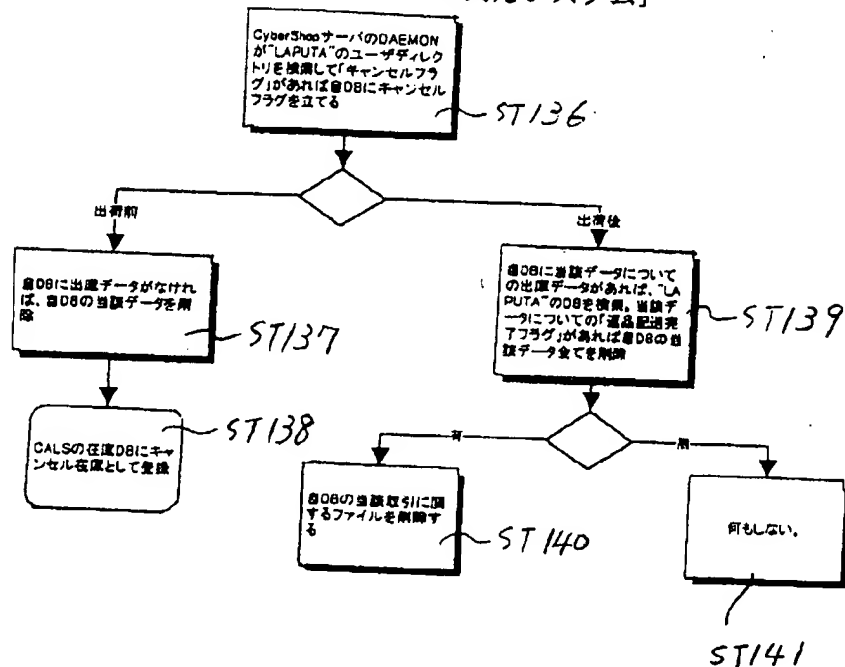 CyberShopサーバのDAEMON
が"LAPUTA"のユーザディレク
トリを検索して「キャンセルフラ
グ」があれば自DBにキャンセル
フラグを立てる
ST136
出荷前
出荷後
自DBに出庫データがなけれ
ば、自DBの当該データを削
除
ST137
自DBに当該データについて
の出庫データがあれば、"LA
PUTA"のDBを検索。当該デー
タについての「返品配送完
了フラグ」があれば自DBの当
該データ全てを削除
ST139
CALSの在庫DBにキャ
ンセル在庫として登録
ST138
有
無
自DBの当該取引に関
するファイルを削除す
る
ST140
何もしない。
ST141